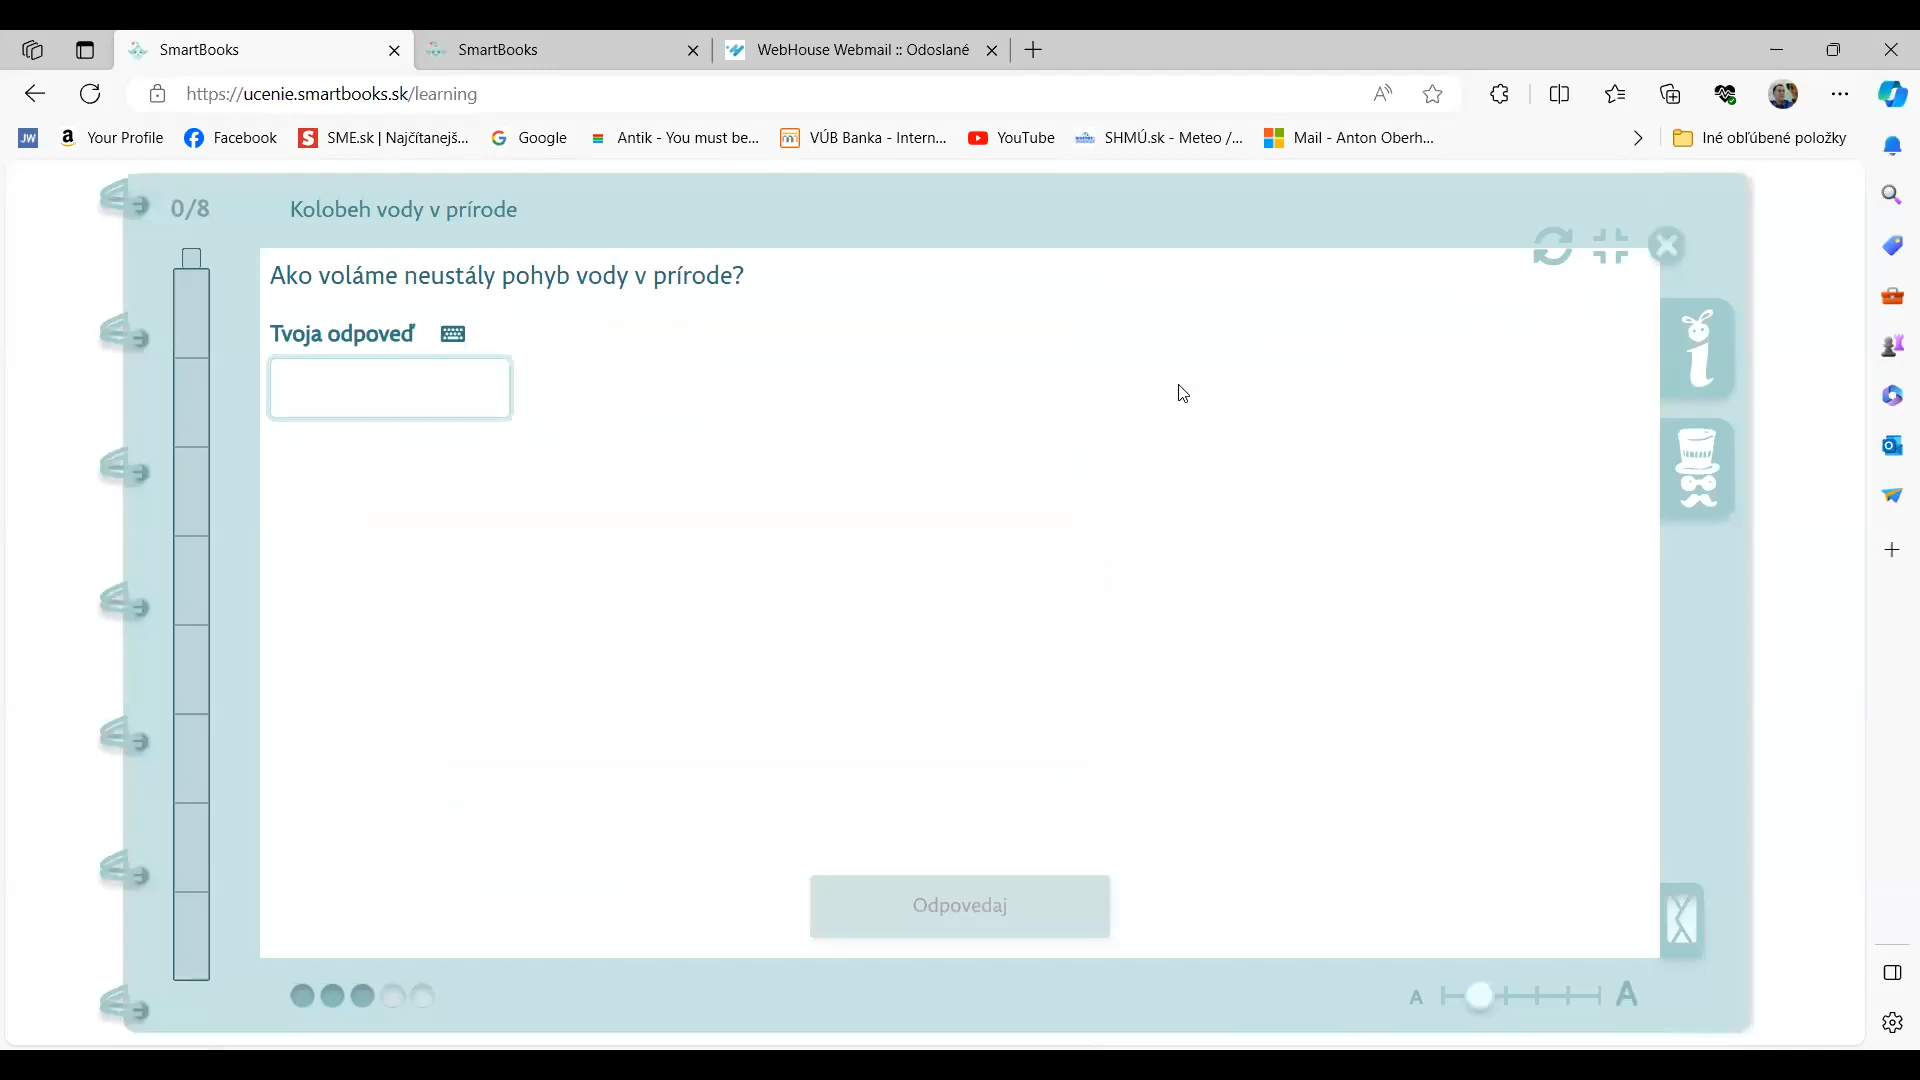 SmartBooks
SmartBooks
WebHouse Webmail :: Odoslané
https://ucenie.smartbooks.sk/learning
JW
Your Profile
Facebook
SME.sk | Najčítanejš...
Google
Antik - You must be...
VÚB Banka - Intern...
YouTube
SHMÚ.sk - Meteo /...
Mail - Anton Oberh...
Iné obľúbené položky
0/8
Kolobeh vody v prírode
Ako voláme neustály pohyb vody v prírode?
Tvoja odpoveď
Odpovedaj
A
A